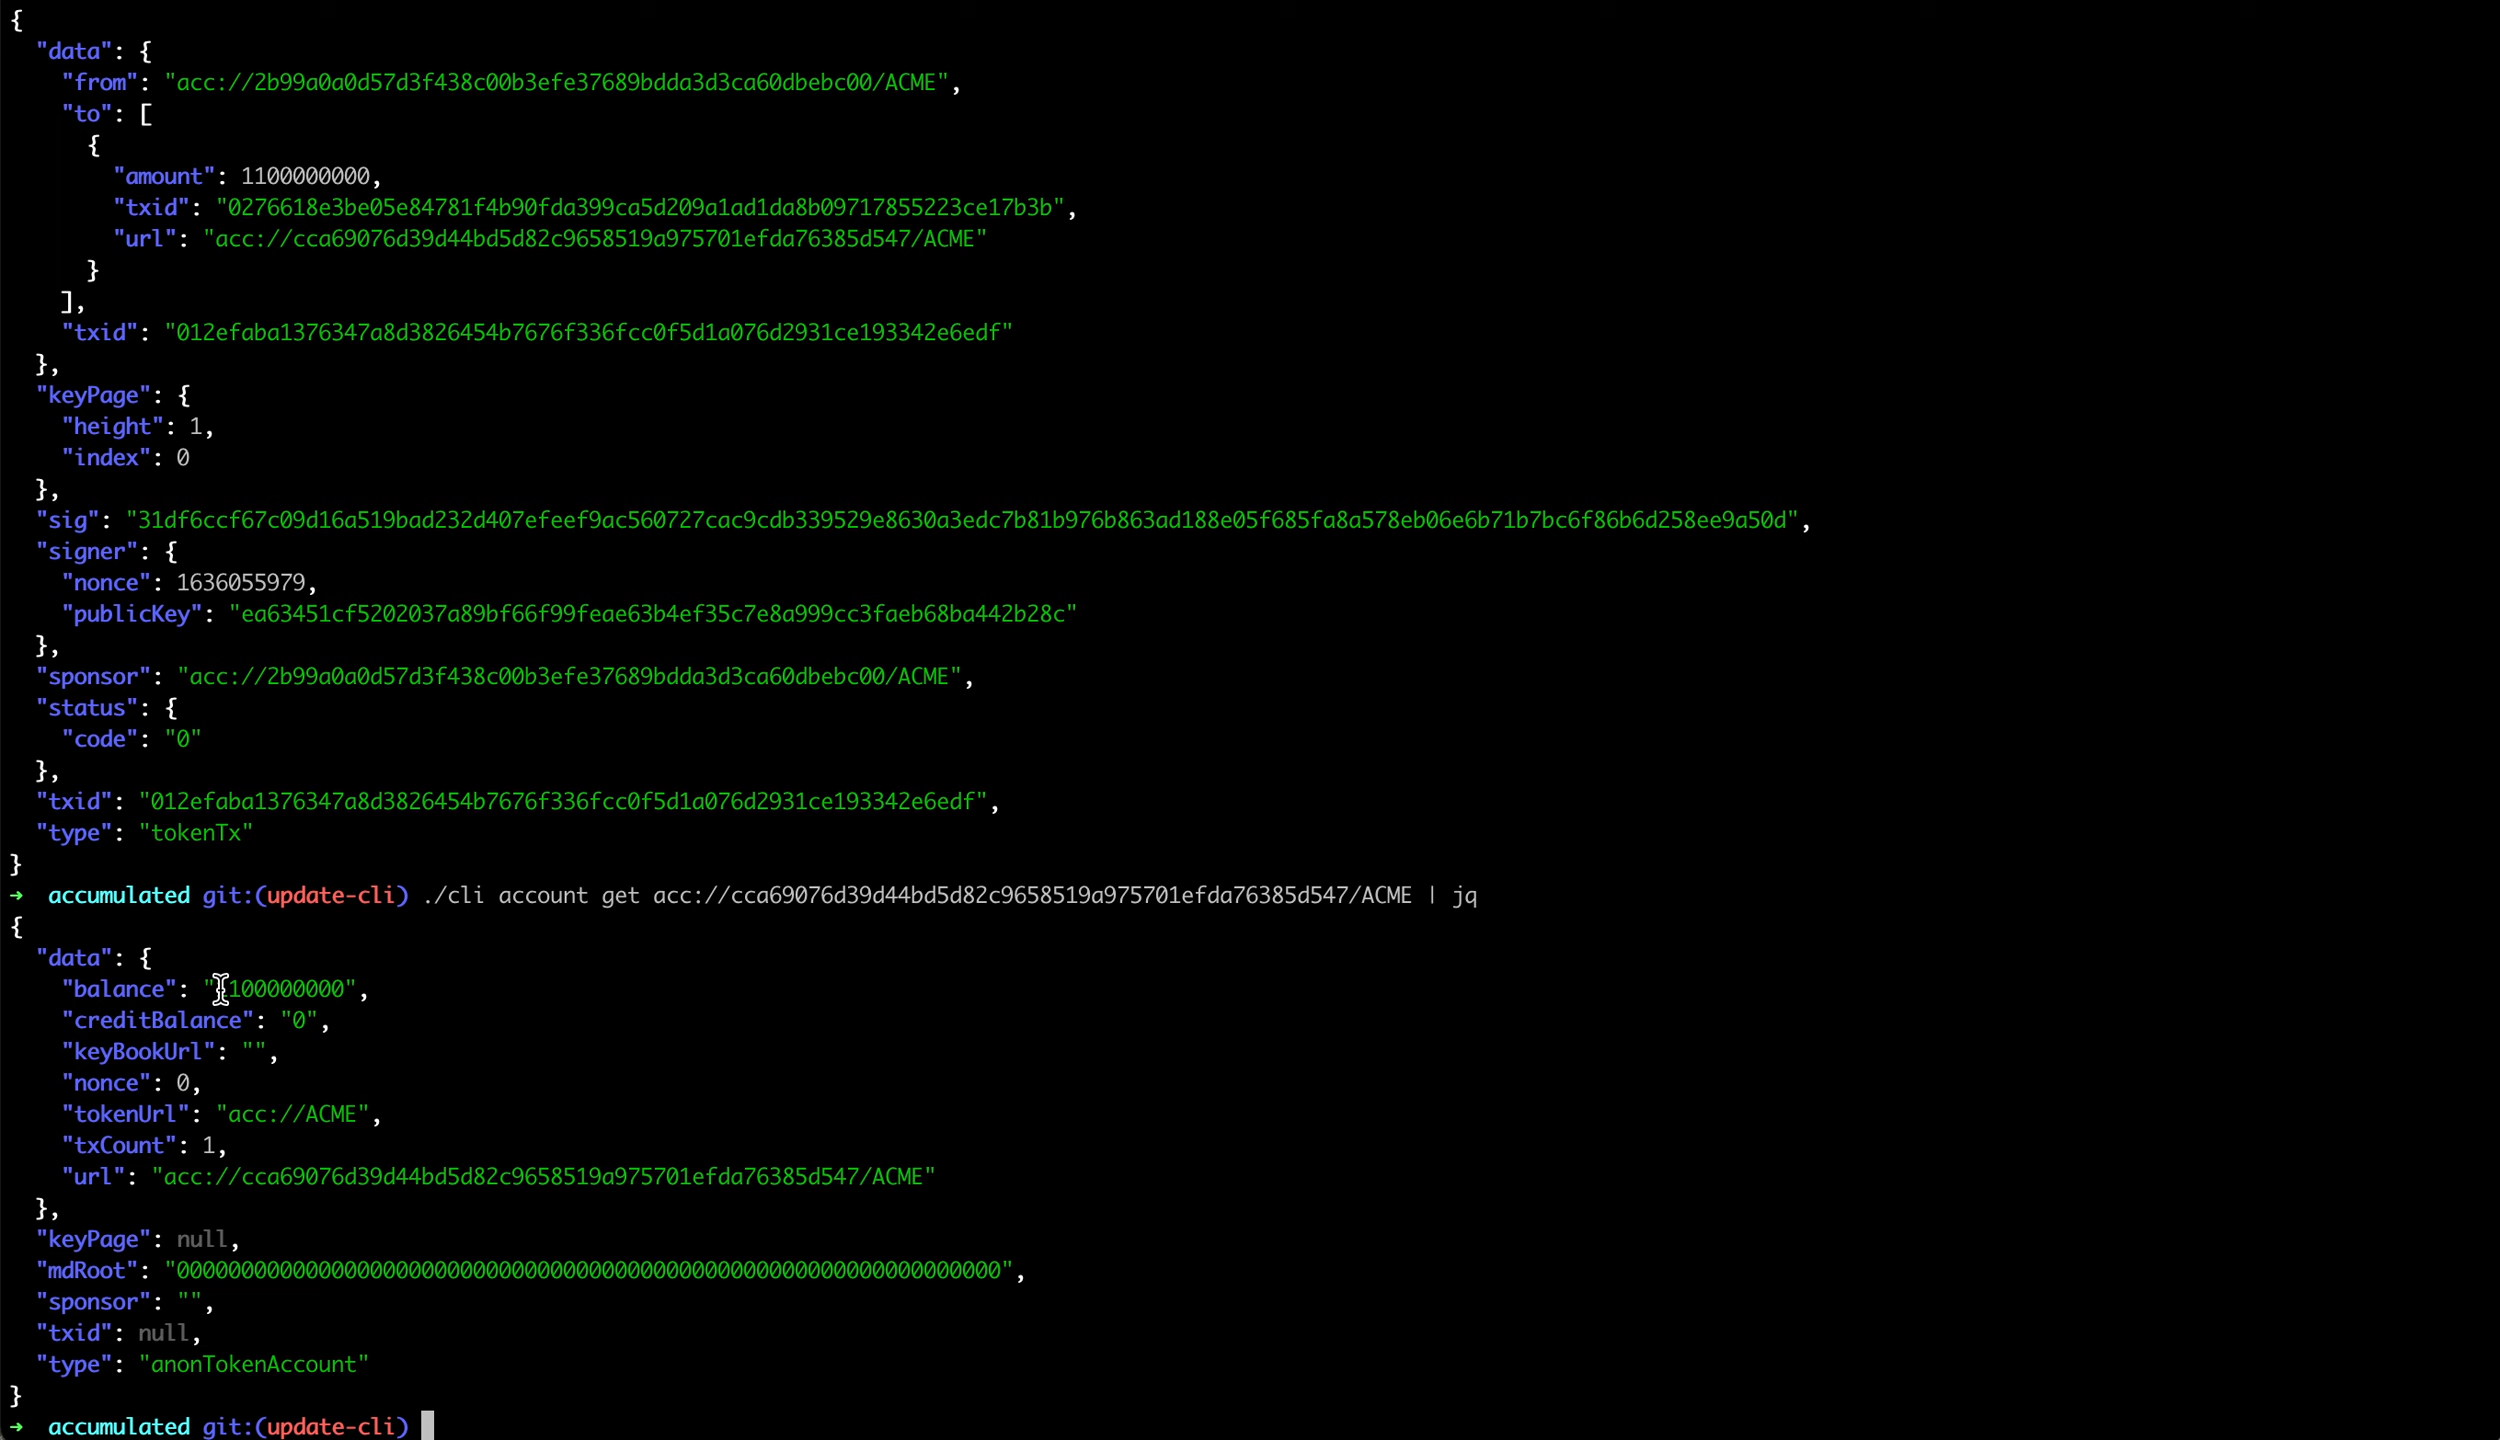 {
  "data": {
    "from": "acc://2b99a0a0d57d3f438c00b3efe37689bdda3d3ca60dbebc00/ACME",
    "to": [
      {
        "amount": 1100000000,
        "txid": "0276618e3be05e84781f4b90fda399ca5d209a1ad1da8b09717855223ce17b3b",
        "url": "acc://cca69076d39d44bd5d82c9658519a975701efda76385d547/ACME"
      }
    ],
    "txid": "012efaba1376347a8d3826454b7676f336fcc0f5d1a076d2931ce193342e6edf"
  },
  "keyPage": {
    "height": 1,
    "index": 0
  },
  "sig": "31df6ccf67c09d16a519bad232d407efeef9ac560727cac9cdb339529e8630a3edc7b81b976b863ad188e05f685fa8a578eb06e6b71b7bc6f86b6d258ee9a50d",
  "signer": {
    "nonce": 1636055979,
    "publicKey": "ea63451cf5202037a89bf66f99feae63b4ef35c7e8a999cc3faeb68ba442b28c"
  },
  "sponsor": "acc://2b99a0a0d57d3f438c00b3efe37689bdda3d3ca60dbebc00/ACME",
  "status": {
    "code": "0"
  },
  "txid": "012efaba1376347a8d3826454b7676f336fcc0f5d1a076d2931ce193342e6edf",
  "type": "tokenTx"
}
➜  accumulated git:(update-cli) ./cli account get acc://cca69076d39d44bd5d82c9658519a975701efda76385d547/ACME | jq
{
  "data": {
    "balance": "1100000000",
    "creditBalance": "0",
    "keyBookUrl": "",
    "nonce": 0,
    "tokenUrl": "acc://ACME",
    "txCount": 1,
    "url": "acc://cca69076d39d44bd5d82c9658519a975701efda76385d547/ACME"
  },
  "keyPage": null,
  "mdRoot": "0000000000000000000000000000000000000000000000000000000000000000",
  "sponsor": "",
  "txid": null,
  "type": "anonTokenAccount"
}
➜  accumulated git:(update-cli)